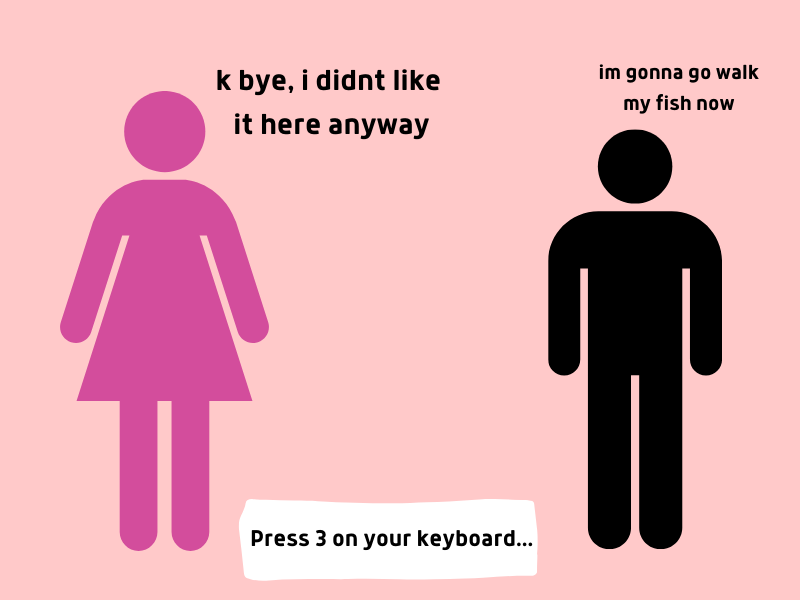 k bye, i didnt like
it here anyway
im gonna go walk
my fish now
Press 3 on your keyboard...